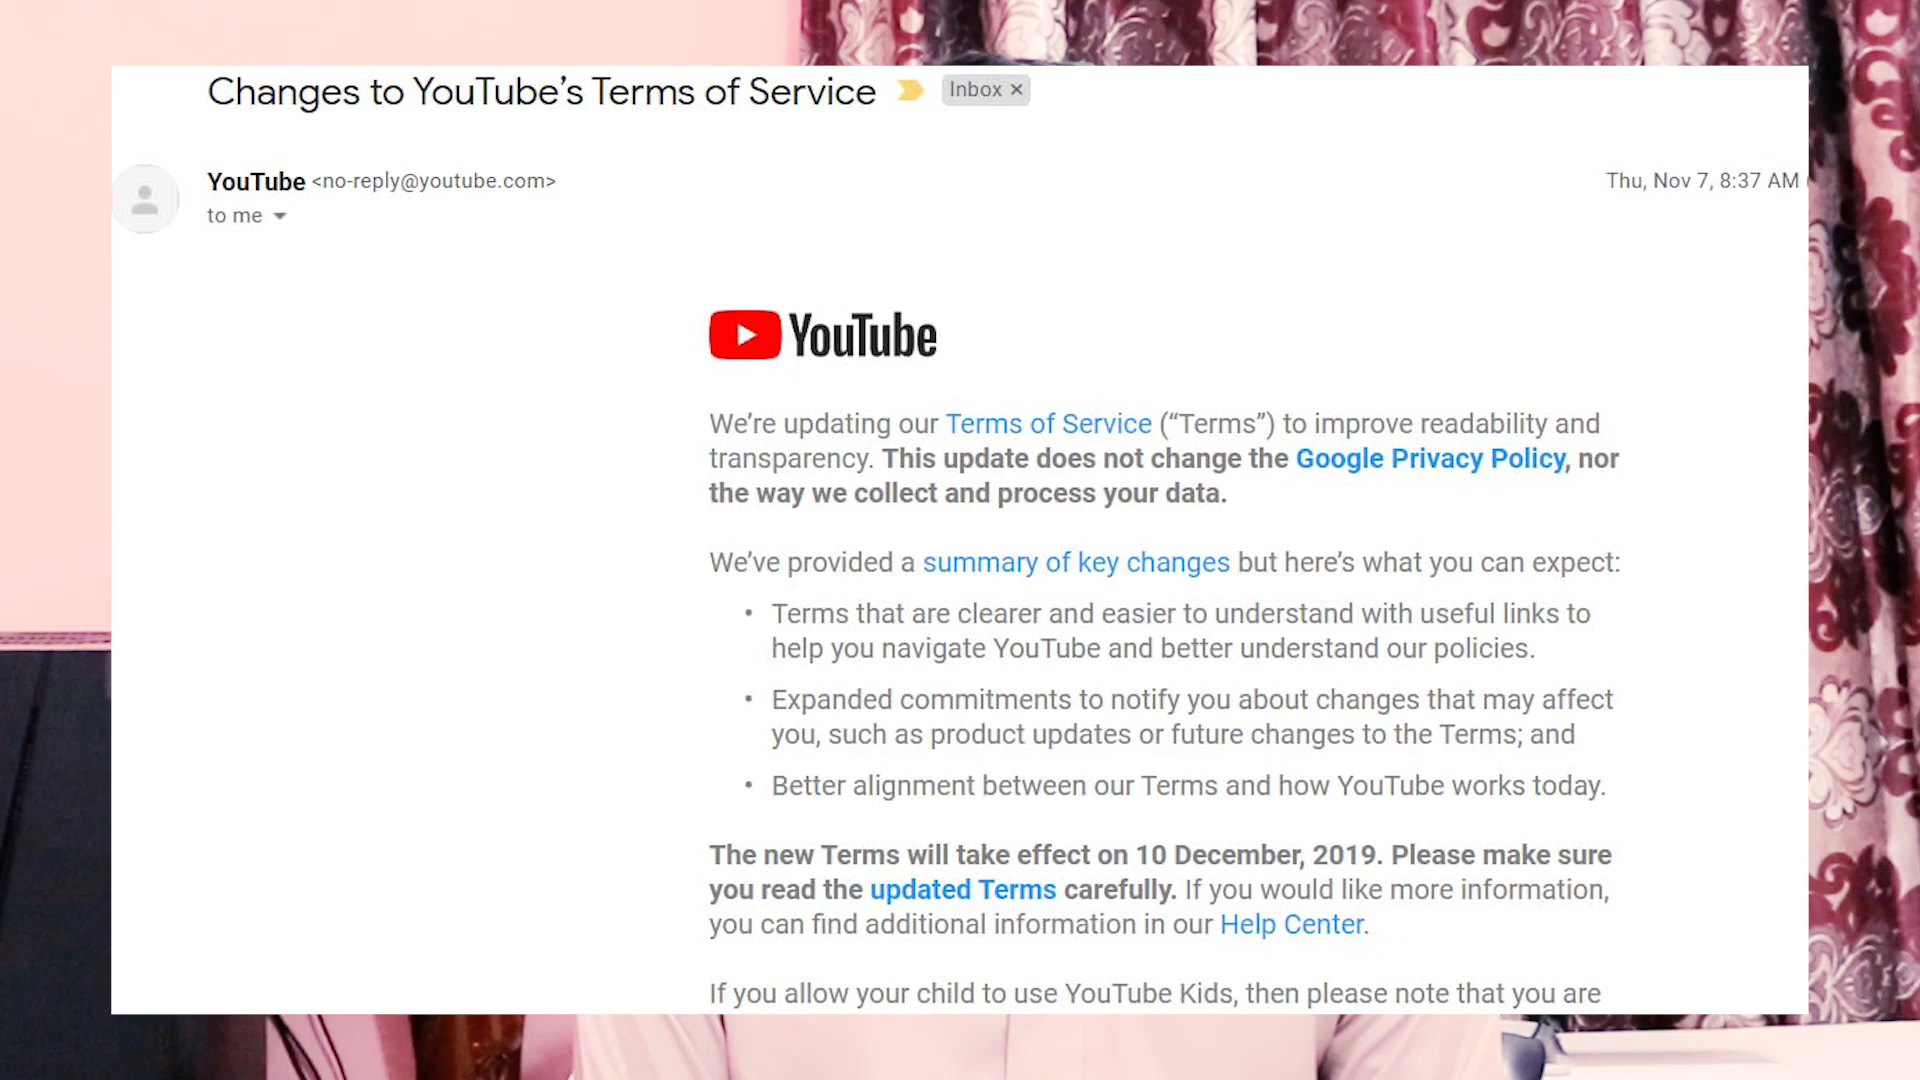 Changes to YouTube’s Terms of Service Inbox ×
YouTube <no-reply@youtube.com> Thu, Nov 7, 8:37 AM
to me
YouTube
We’re updating our Terms of Service (“Terms”) to improve readability and
transparency. This update does not change the Google Privacy Policy, nor
the way we collect and process your data.
We’ve provided a summary of key changes but here’s what you can expect:
• Terms that are clearer and easier to understand with useful links to
help you navigate YouTube and better understand our policies.
• Expanded commitments to notify you about changes that may affect
you, such as product updates or future changes to the Terms; and
• Better alignment between our Terms and how YouTube works today.
The new Terms will take effect on 10 December, 2019. Please make sure
you read the updated Terms carefully. If you would like more information,
you can find additional information in our Help Center.
If you allow your child to use YouTube Kids, then please note that you are